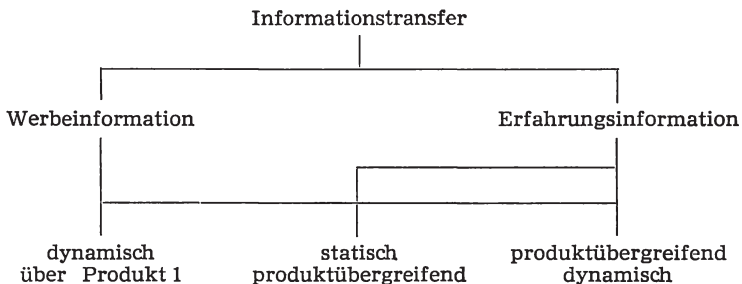 Informationstransfer
Werbeinformation Erfahrungsinformation
dynamisch statisch produktübergreifend
über Produkt 1 produktübergreifend dynamisch